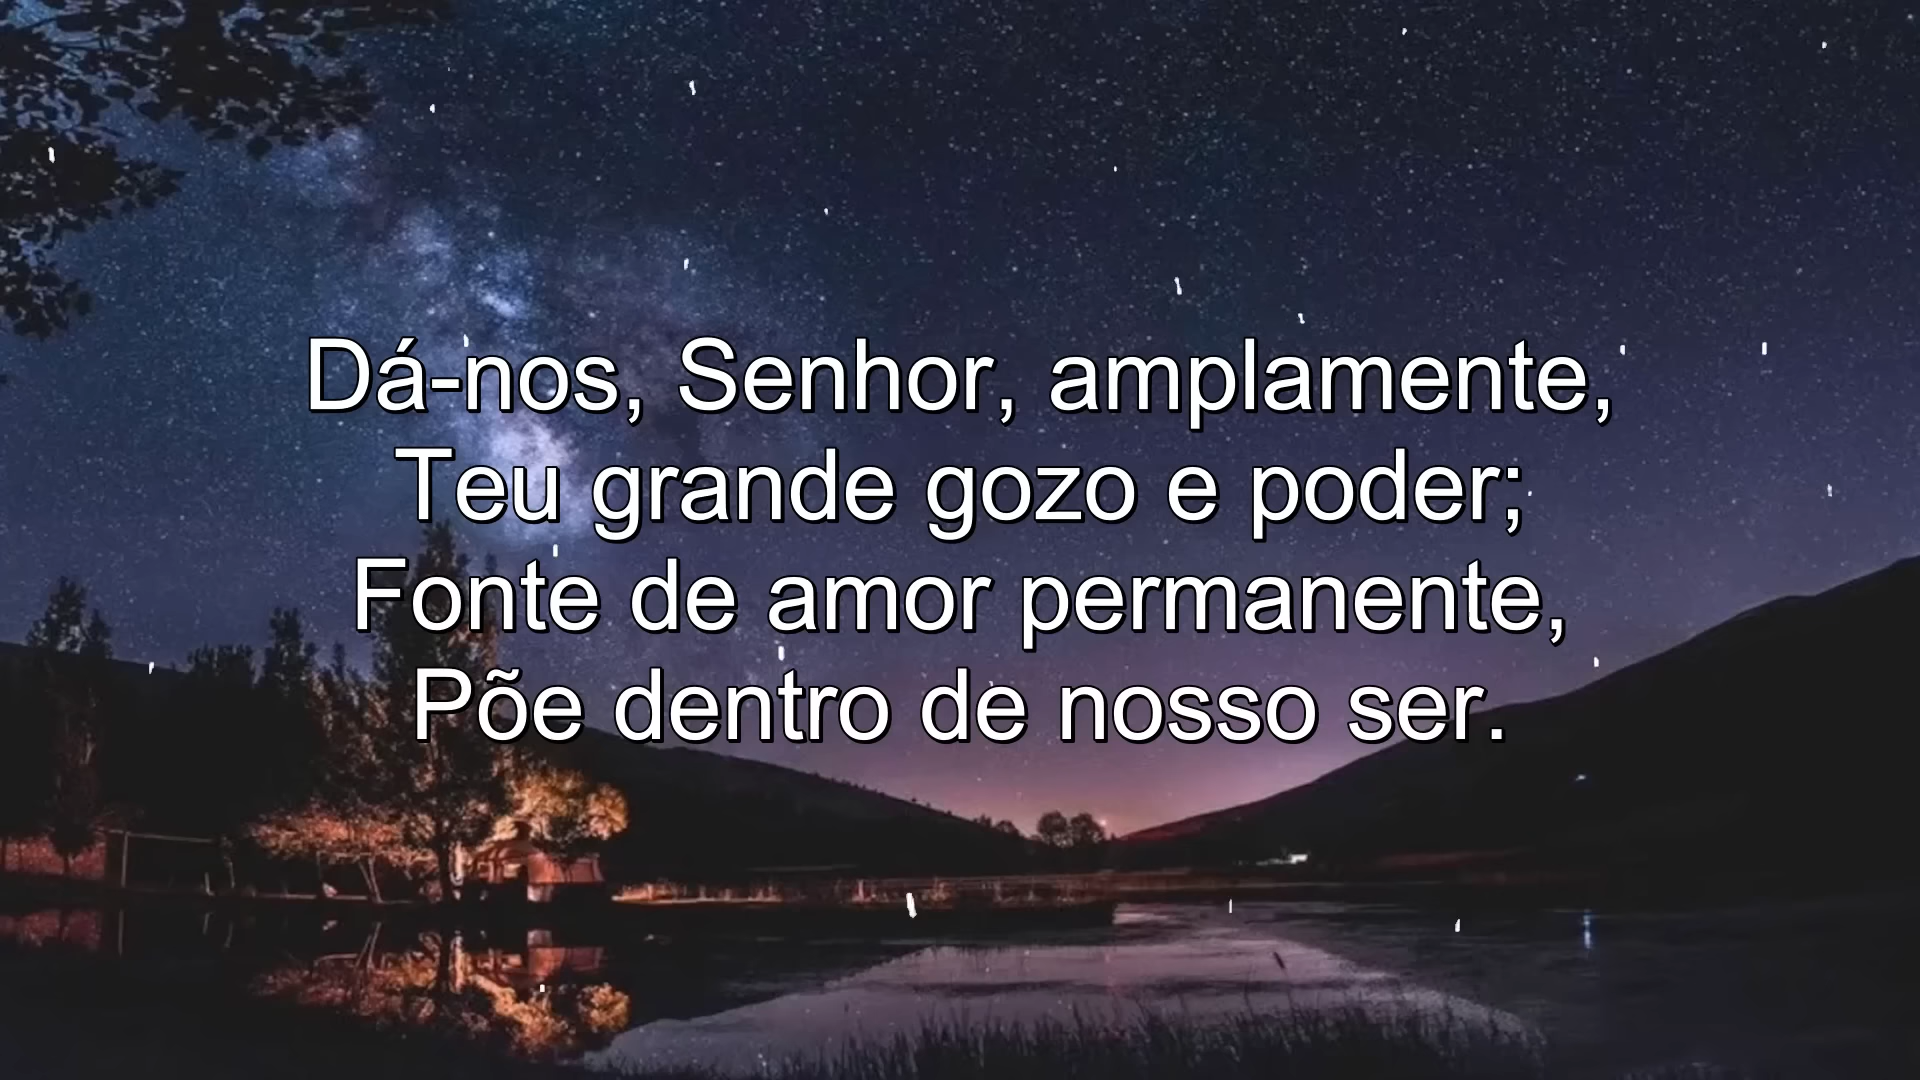 Dá-nos, Senhor, amplamente,
Teu grande gozo e poder;
Fonte de amor permanente,
Põe dentro de nosso ser.